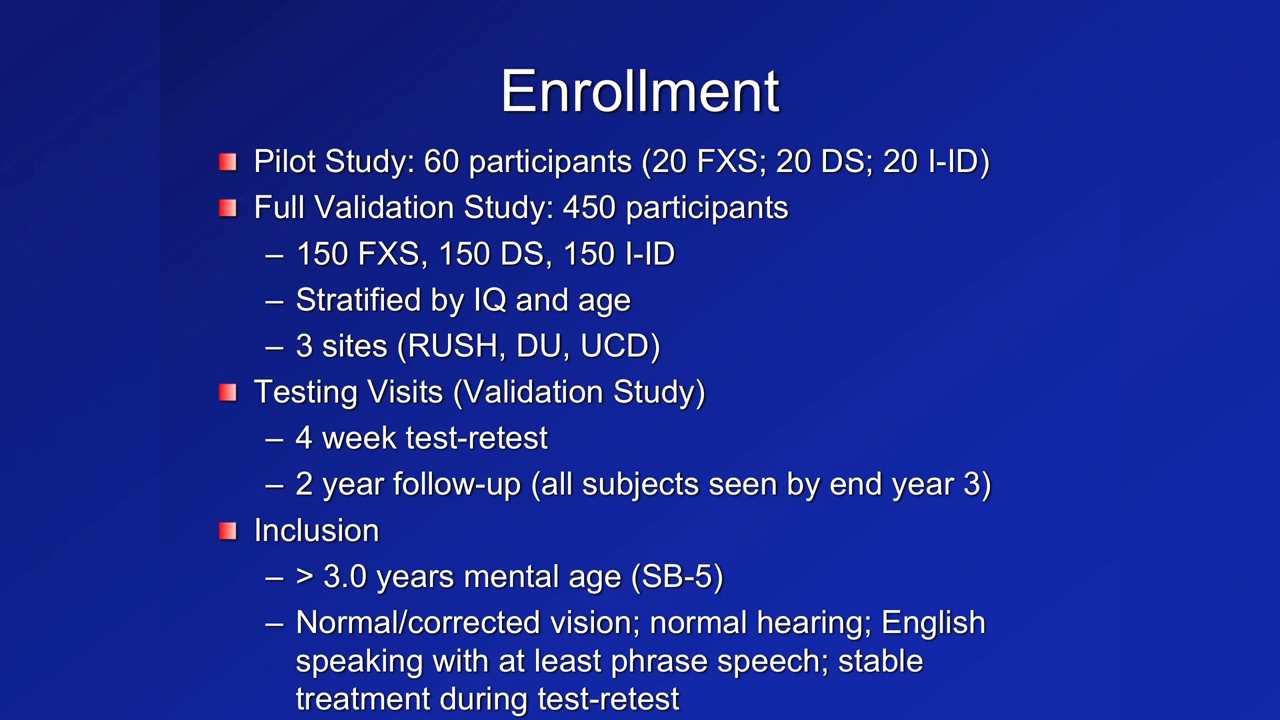 Enrollment
Pilot Study: 60 participants (20 FXS; 20 DS; 20 I-ID)
Full Validation Study: 450 participants
– 150 FXS, 150 DS, 150 I-ID
– Stratified by IQ and age
– 3 sites (RUSH, DU, UCD)
Testing Visits (Validation Study)
– 4 week test-retest
– 2 year follow-up (all subjects seen by end year 3)
Inclusion
– > 3.0 years mental age (SB-5)
– Normal/corrected vision; normal hearing; English
speaking with at least phrase speech; stable
treatment during test-retest